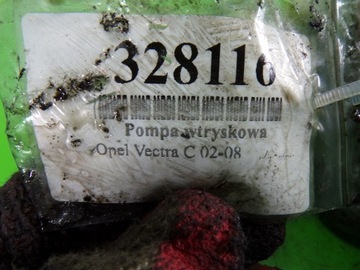 328116
Pompa wtryskowa
Opel Vectra C 02-08